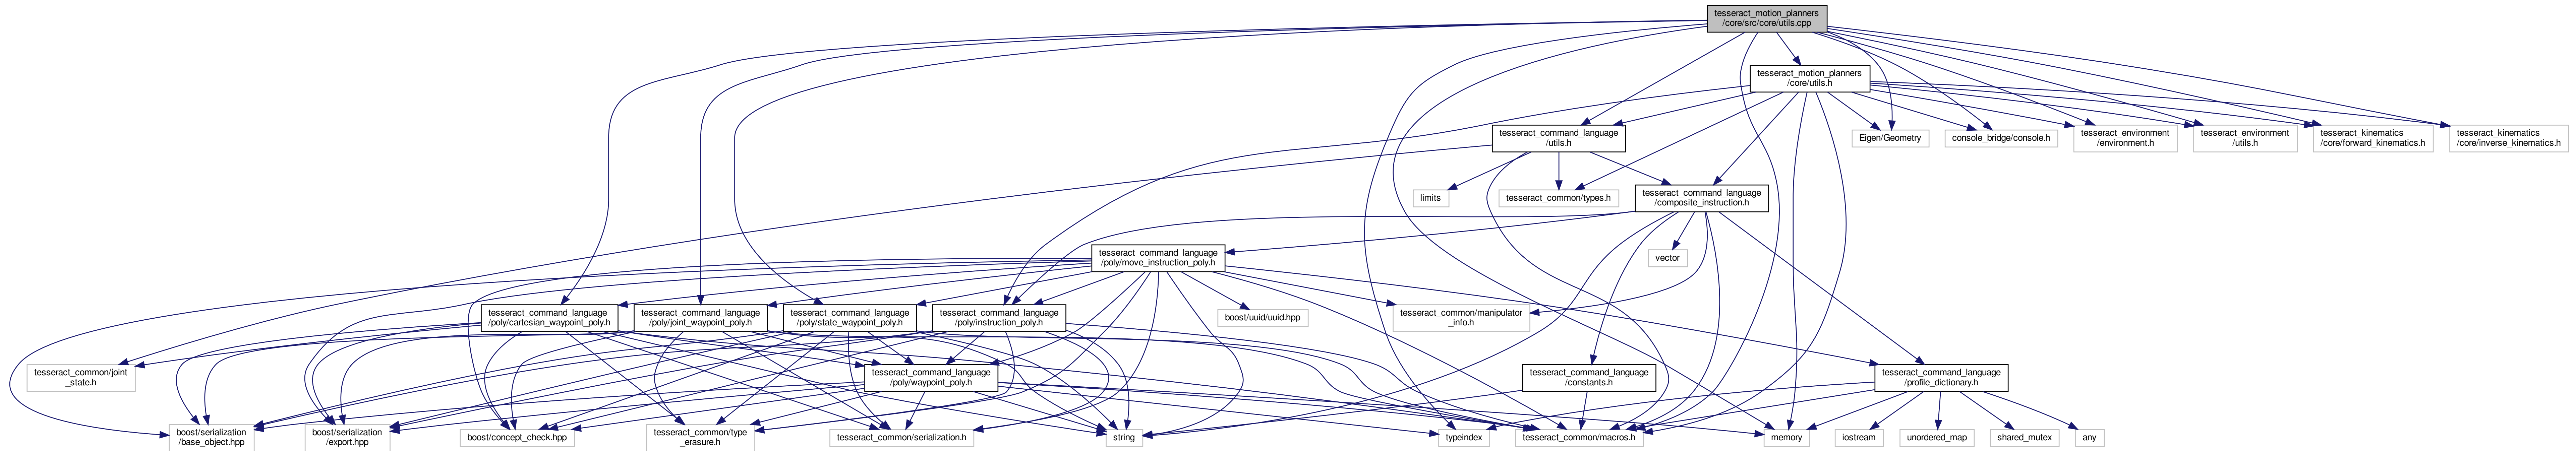 tesseract_motion_planners
/core/src/core/utils.cpp
tesseract_motion_planners
/core/utils.h
tesseract_command_language
/utils.h
Eigen/Geometry
console_bridge/console.h
tesseract_environment
/environment.h
tesseract_environment
/utils.h
tesseract_kinematics
/core/forward_kinematics.h
tesseract_kinematics
/core/inverse_kinematics.h
limits
tesseract_common/types.h
tesseract_command_language
/composite_instruction.h
tesseract_command_language
/poly/move_instruction_poly.h
vector
tesseract_command_language
/poly/cartesian_waypoint_poly.h
tesseract_command_language
/poly/joint_waypoint_poly.h
tesseract_command_language
/poly/state_waypoint_poly.h
tesseract_command_language
/poly/instruction_poly.h
boost/uuid/uuid.hpp
tesseract_common/manipulator
_info.h
tesseract_common/joint
_state.h
tesseract_command_language
/poly/waypoint_poly.h
tesseract_command_language
/constants.h
tesseract_command_language
/profile_dictionary.h
boost/serialization
/base_object.hpp
boost/serialization
/export.hpp
boost/concept_check.hpp
tesseract_common/type
_erasure.h
tesseract_common/serialization.h
string
typeindex
tesseract_common/macros.h
memory
iostream
unordered_map
shared_mutex
any